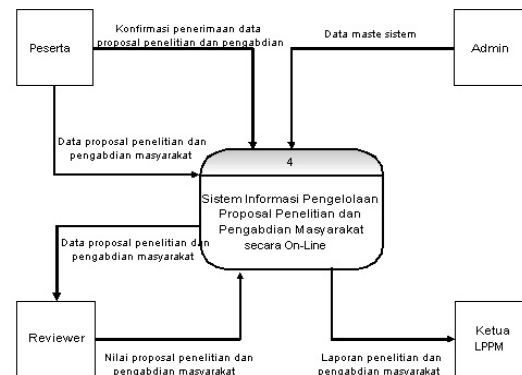 Konfirmasi penerimaan data
proposal penelitian dan pengabdian
Peserta
Data maste sistem
Admin
Data proposal penelitian dan
pengabdian masyarakat
4
Sistem Informasi Pengelolaan
Proposal Penelitian dan
Pengabdian Masyarakat
secara On-Line
Data proposal penelitian dan
pengabdian masyarakat
Reviewer
Nilai proposal penelitian dan
pengabdian masyarakat
Laporan penelitian dan
pengabdian masyarakat
Ketua
LPPM